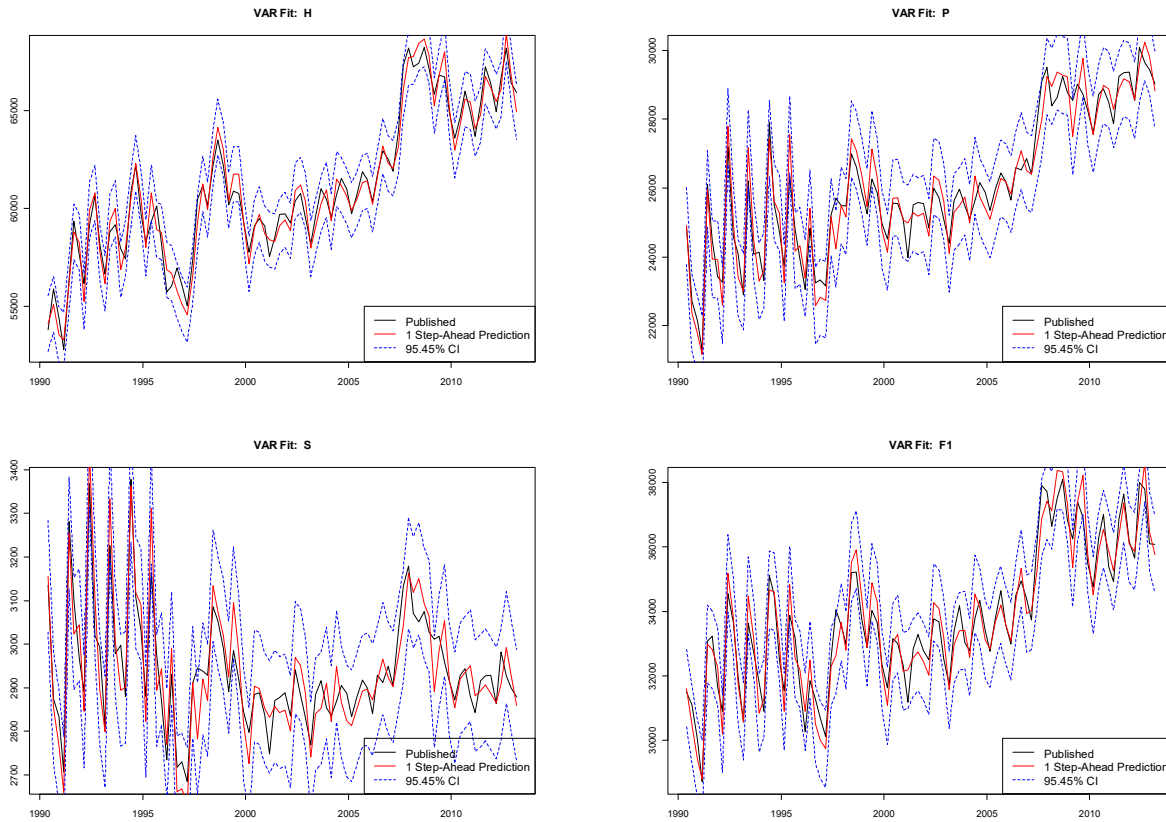 VAR Fit: H
65000
60000
55000
1990 1995 2000 2005 2010
Published
1 Step-Ahead Prediction
95.45% CI
VAR Fit: P
30000
28000
26000
24000
22000
1990 1995 2000 2005 2010
Published
1 Step-Ahead Prediction
95.45% CI
VAR Fit: S
3400
3300
3200
3100
3000
2900
2800
2700
1990 1995 2000 2005 2010
Published
1 Step-Ahead Prediction
95.45% CI
VAR Fit: F1
38000
36000
34000
32000
30000
1990 1995 2000 2005 2010
Published
1 Step-Ahead Prediction
95.45% CI